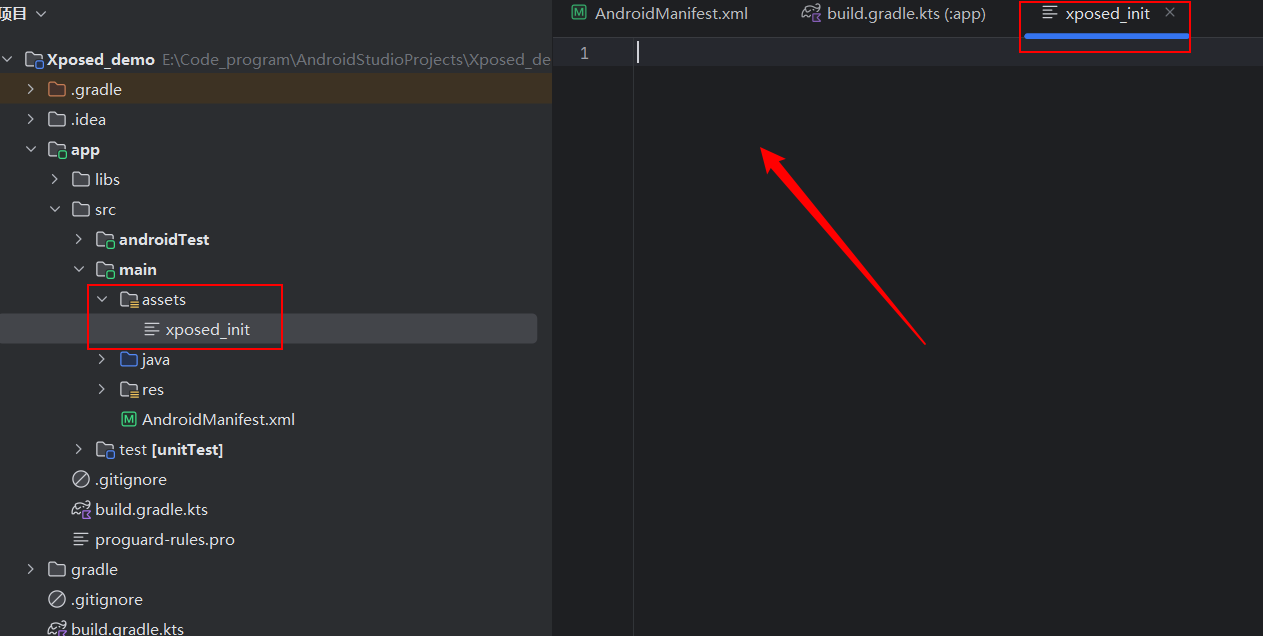 项目
Xposed_demo E:\Code_program\AndroidStudioProjects\Xposed_de
.gradle
.idea
app
libs
src
androidTest
main
assets
xposed_init
java
res
AndroidManifest.xml
test [unitTest]
.gitignore
build.gradle.kts
proguard-rules.pro
gradle
.gitignore
build.gradle.kts
AndroidManifest.xml build.gradle.kts (:app) xposed_init
1